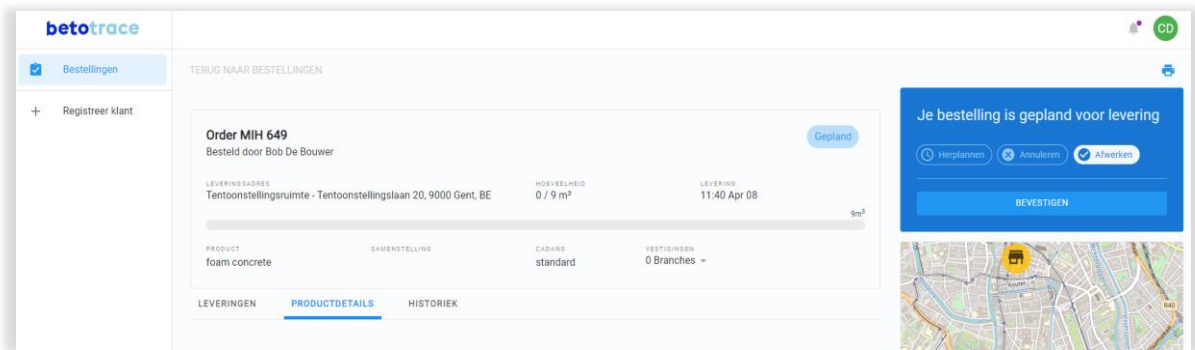 betotrace
CD
Bestellingen
TERUG NAAR BESTELLINGEN
Registreer klant
Order MIH 649
Gepland
Besteld door Bob De Bouwer
LEVERINGSADRES HOEVEELHEID LEVERING
Tentoonstellingsruimte - Tentoonstellingslaan 20, 9000 Gent, BE 0 / 9 m³ 11:40 Apr 08
9m³
PRODUCT SAMENSTELLING CADANS VESTIGINGEN
foam concrete standard 0 Branches
LEVERINGEN PRODUCTDETAILS HISTORIEK
Je bestelling is gepland voor levering
Herplannen Annuleren Afwerken
BEVESTIGEN
R40